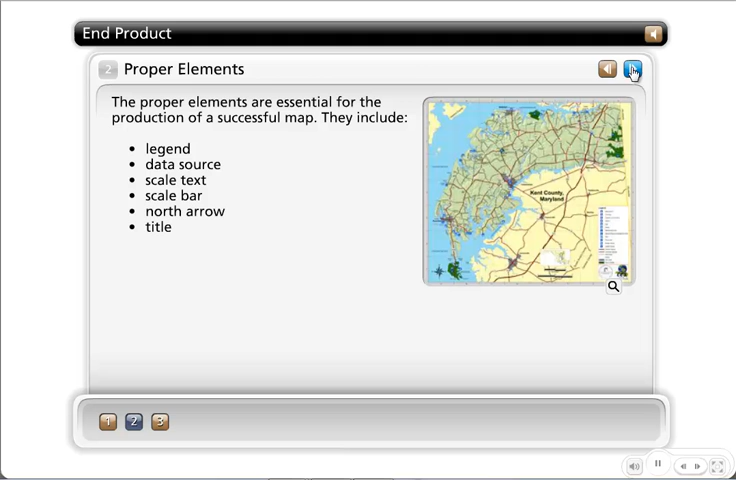 End Product
2 Proper Elements
The proper elements are essential for the
production of a successful map. They include:
• legend
• data source
• scale text
• scale bar
• north arrow
• title
Kent County,
Maryland
1 2 3